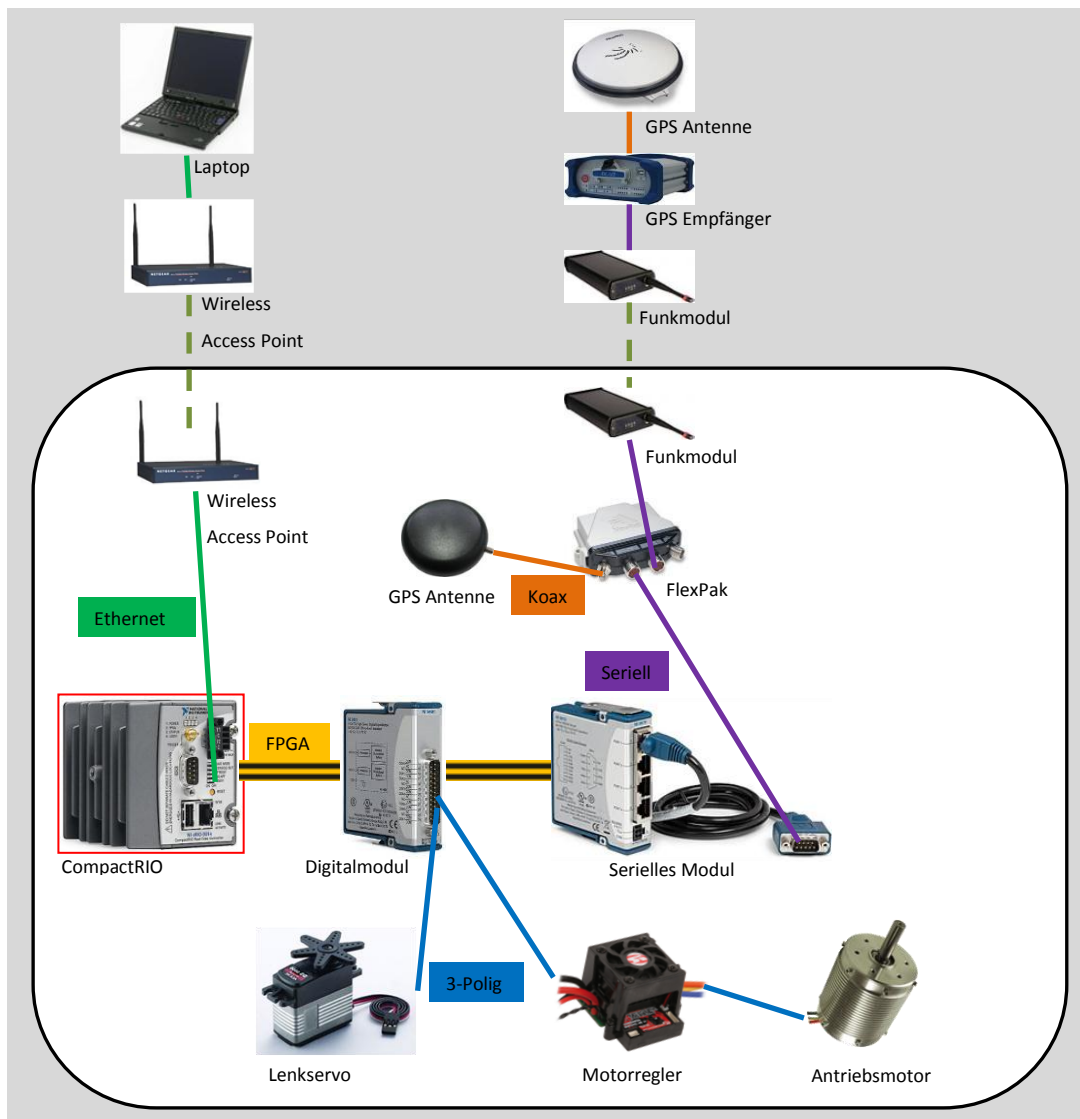 GPS Antenne
Laptop
GPS Empfänger
Wireless
Access Point
Funkmodul
Funkmodul
Wireless
Access Point
GPS Antenne
Koax
FlexPak
Ethernet
Seriell
FPGA
CompactRIO
Digitalmodul
Serielles Modul
3-Polig
Lenkservo
Motorregler
Antriebsmotor